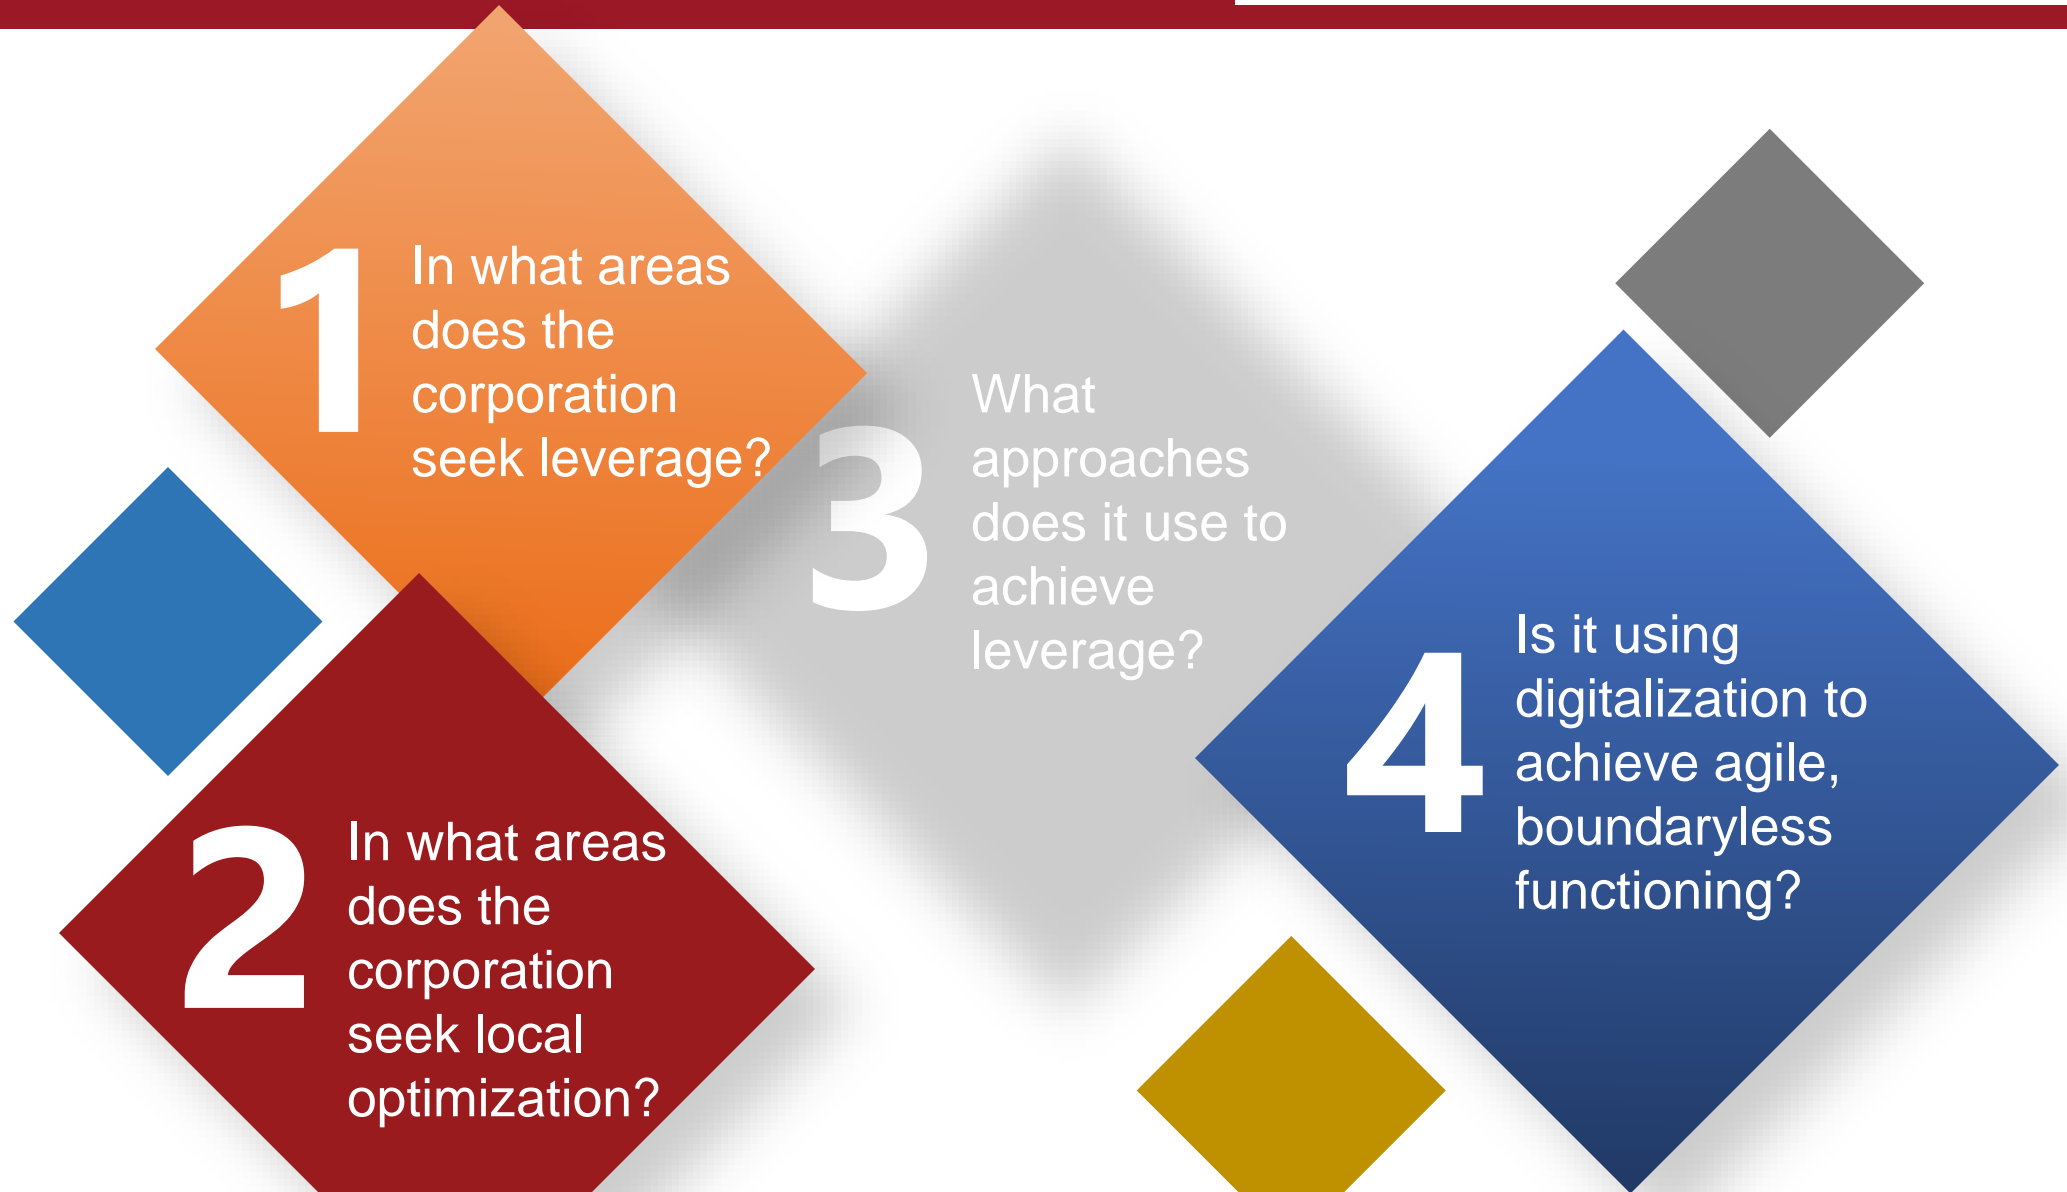 1
In what areas
does the
corporation
seek leverage?
2
In what areas
does the
corporation
seek local
optimization?
3
What
approaches
does it use to
achieve
leverage?
4
Is it using
digitalization to
achieve agile,
boundaryless
functioning?